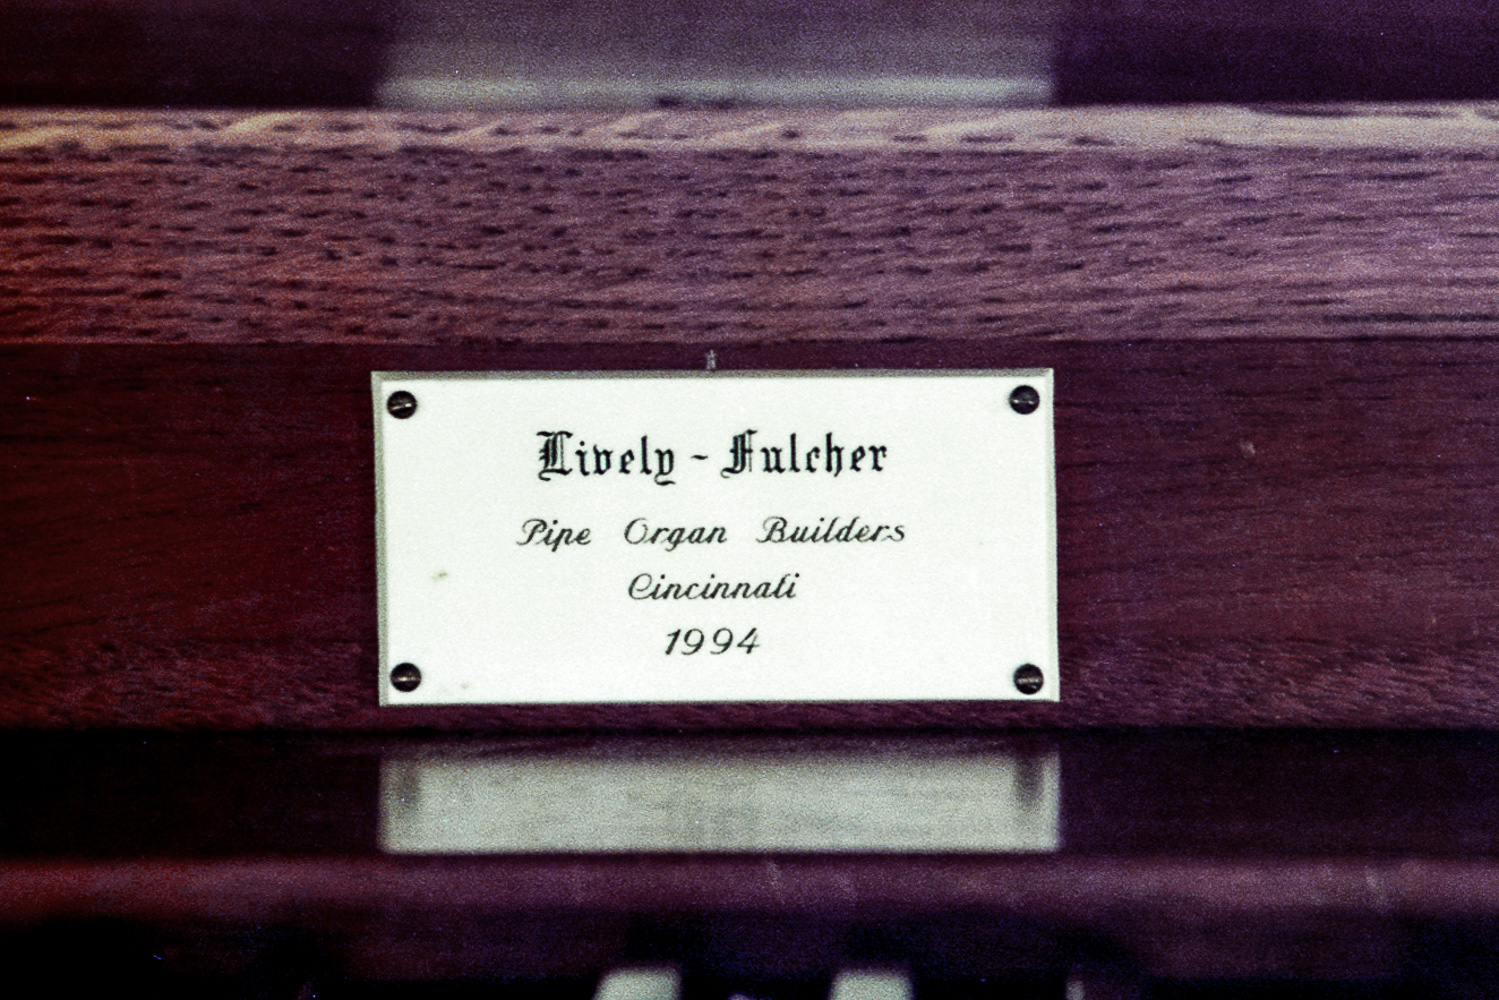 Lively - Fulcher
Pipe Organ Builders
Cincinnati
1994